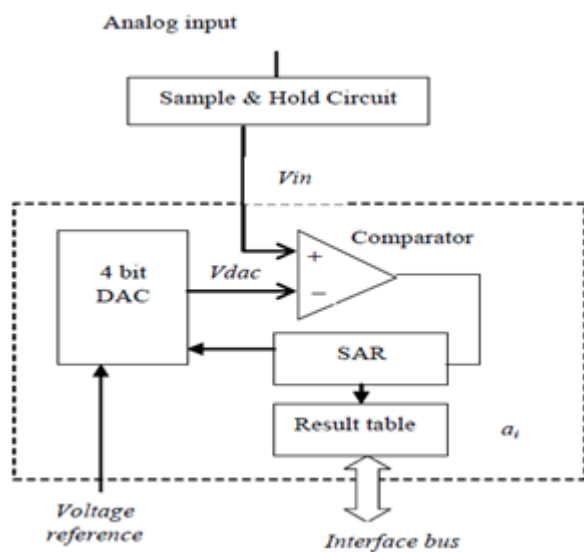 Analog input
Sample & Hold Circuit
Vin
Comparator
4 bit
DAC
Vdac
+
−
SAR
Result table
aᵢ
Voltage
reference
Interface bus